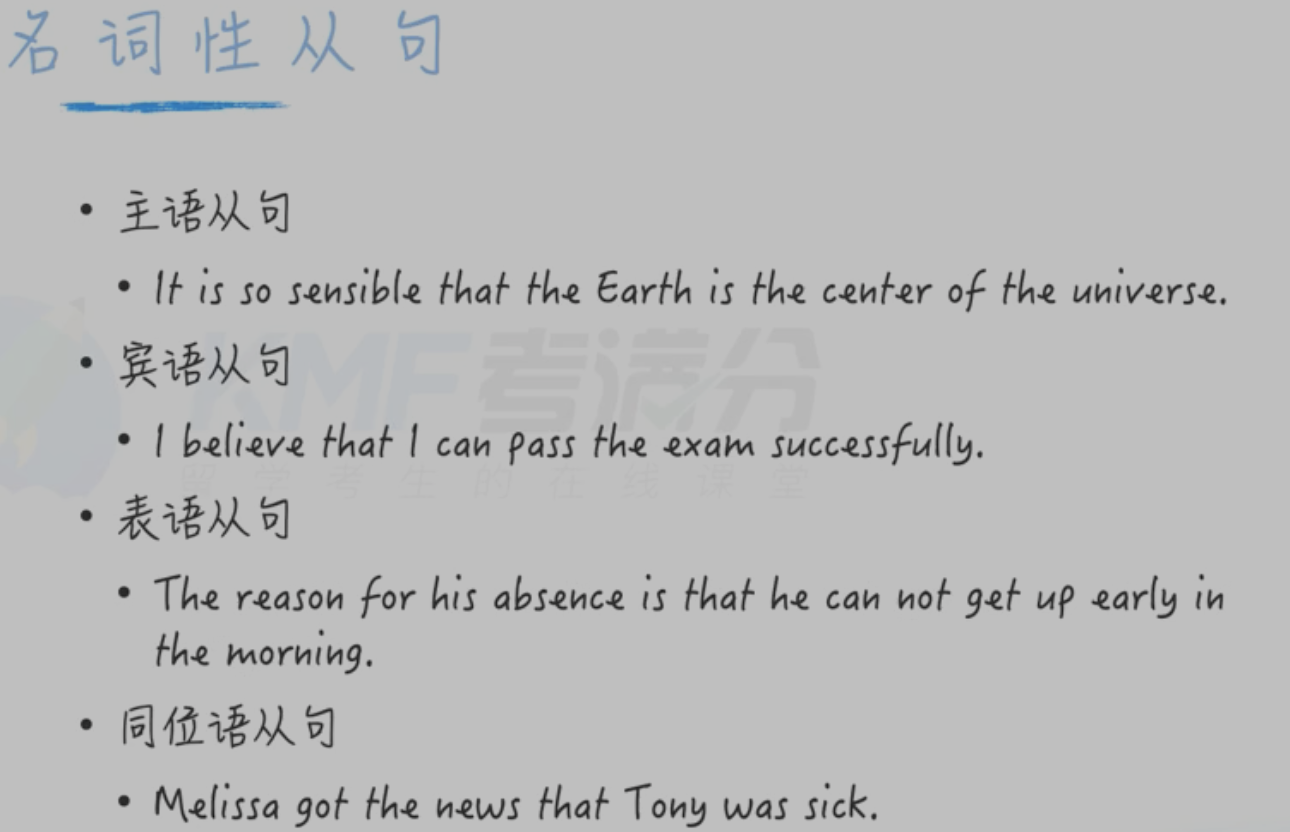 名词性从句
• 主语从句
• It is so sensible that the Earth is the center of the universe.
KMF考满分
• 宾语从句
• I believe that I can pass the exam successfully.
留学考生的在线课堂
• 表语从句
• The reason for his absence is that he can not get up early in
the morning.
• 同位语从句
• Melissa got the news that Tony was sick.